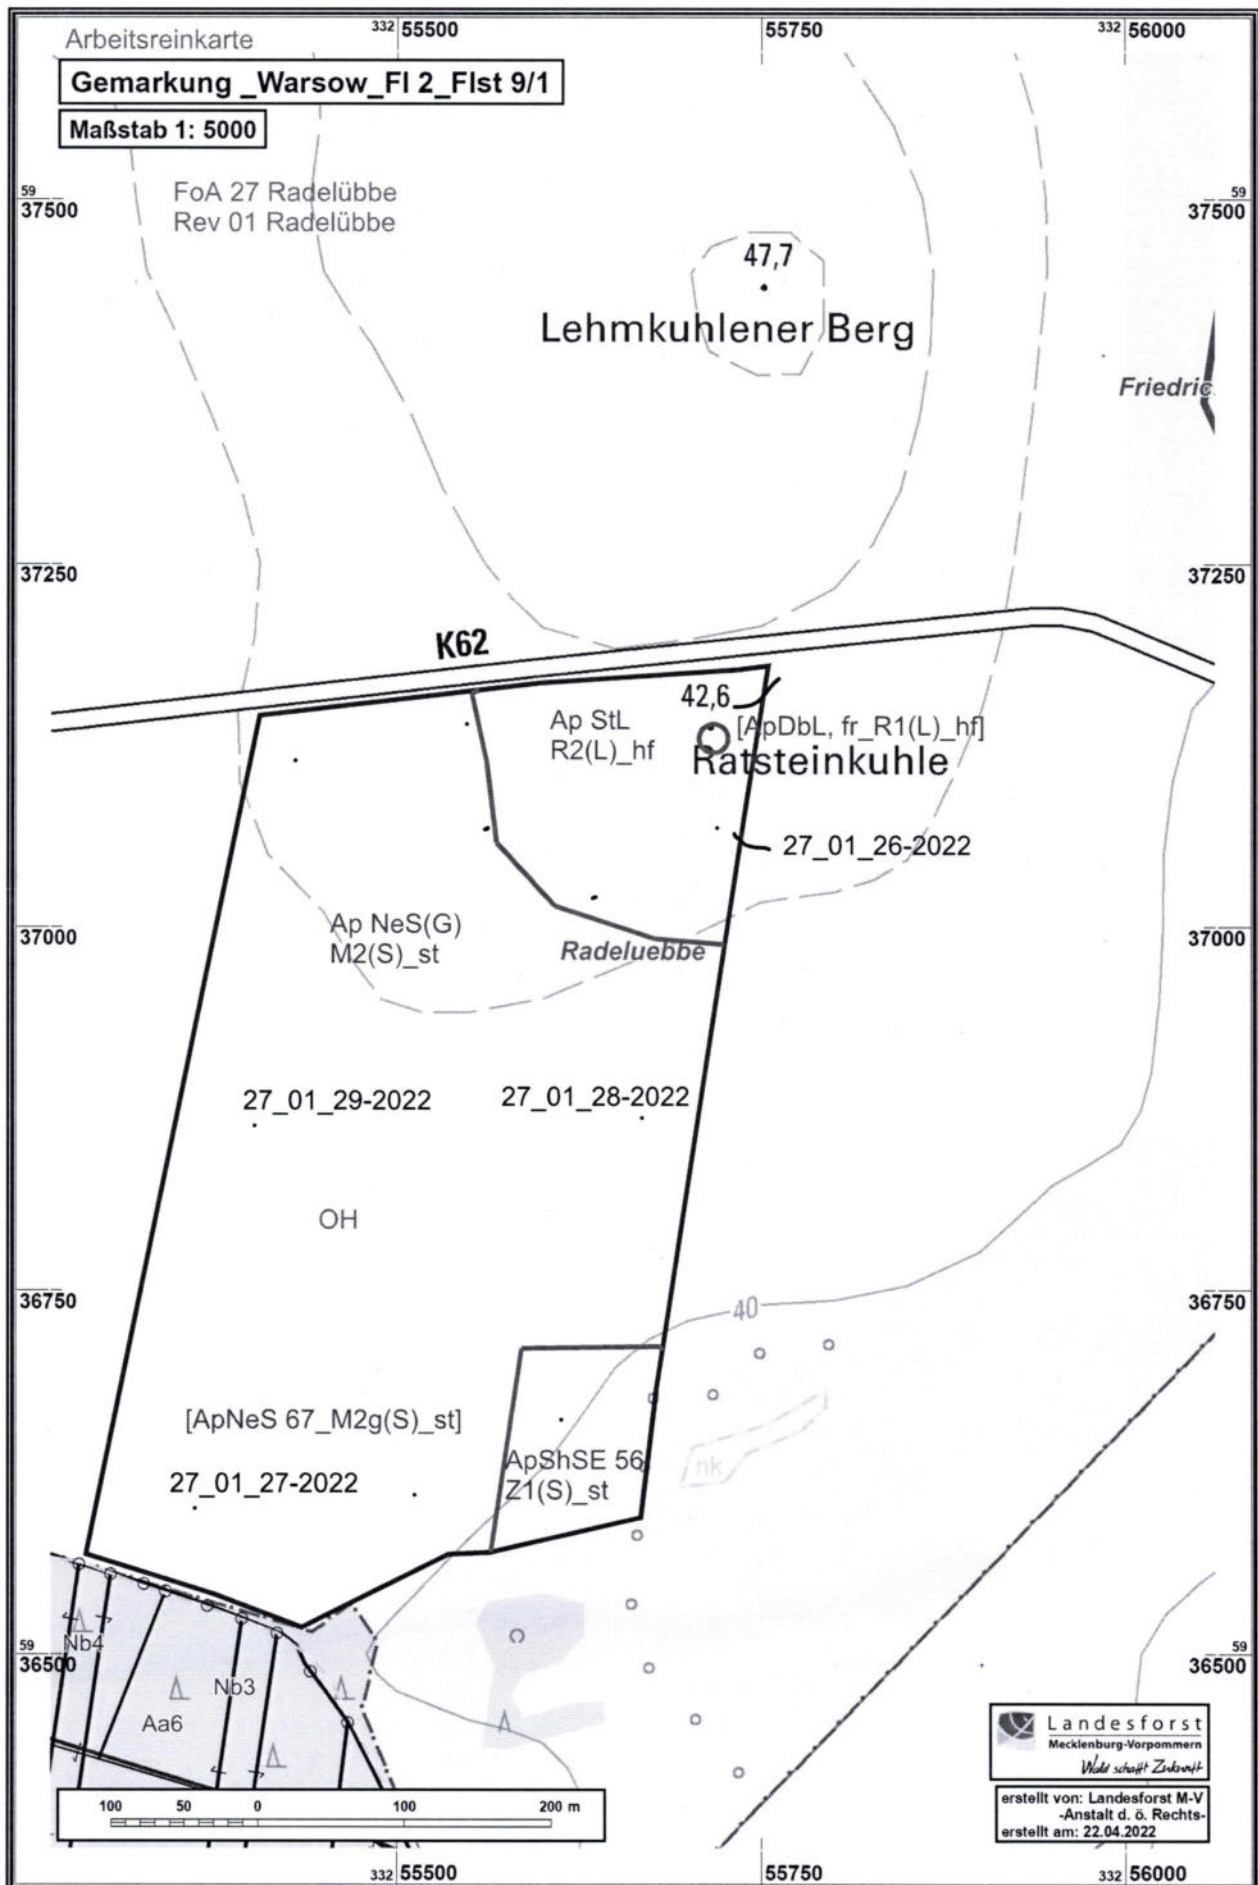 332 55500
55750
332 56000
Arbeitsreinkarte
Gemarkung _Warsow_Fl 2_Flst 9/1
Maßstab 1: 5000
FoA 27 Radelübbe
Rev 01 Radelübbe
59
37500
59
37500
47,7
Lehmkuhlener Berg
Friedric
37250
37250
K62
42,6
Ap StL
R2(L)_hf
[ApDbL, fr_R1(L)_hf]
Ratsteinkuhle
27_01_26-2022
Ap NeS(G)
M2(S)_st
37000
37000
Radeluebbe
27_01_29-2022
27_01_28-2022
OH
36750
36750
40
[ApNeS 67_M2g(S)_st]
27_01_27-2022
ApShSE 56
Z1(S)_st
nk
Nb4
Nb3
Aa6
59
36500
59
36500
Landesforst
Mecklenburg-Vorpommern
Wald schafft Zukunft
erstellt von: Landesforst M-V
-Anstalt d. ö. Rechts-
erstellt am: 22.04.2022
100 50 0 100 200 m
332 55500
55750
332 56000